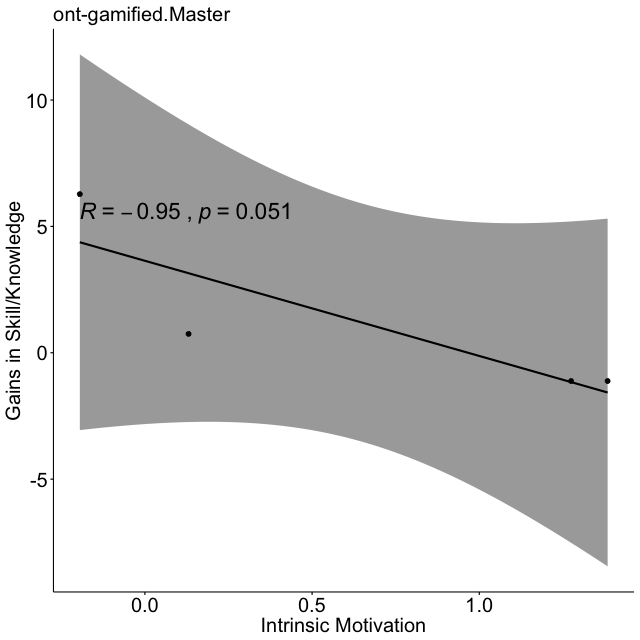 ont-gamified.Master
10
R = −0.95 , p = 0.051
5
0
-5
Gains in Skill/Knowledge
0.0 0.5 1.0
Intrinsic Motivation